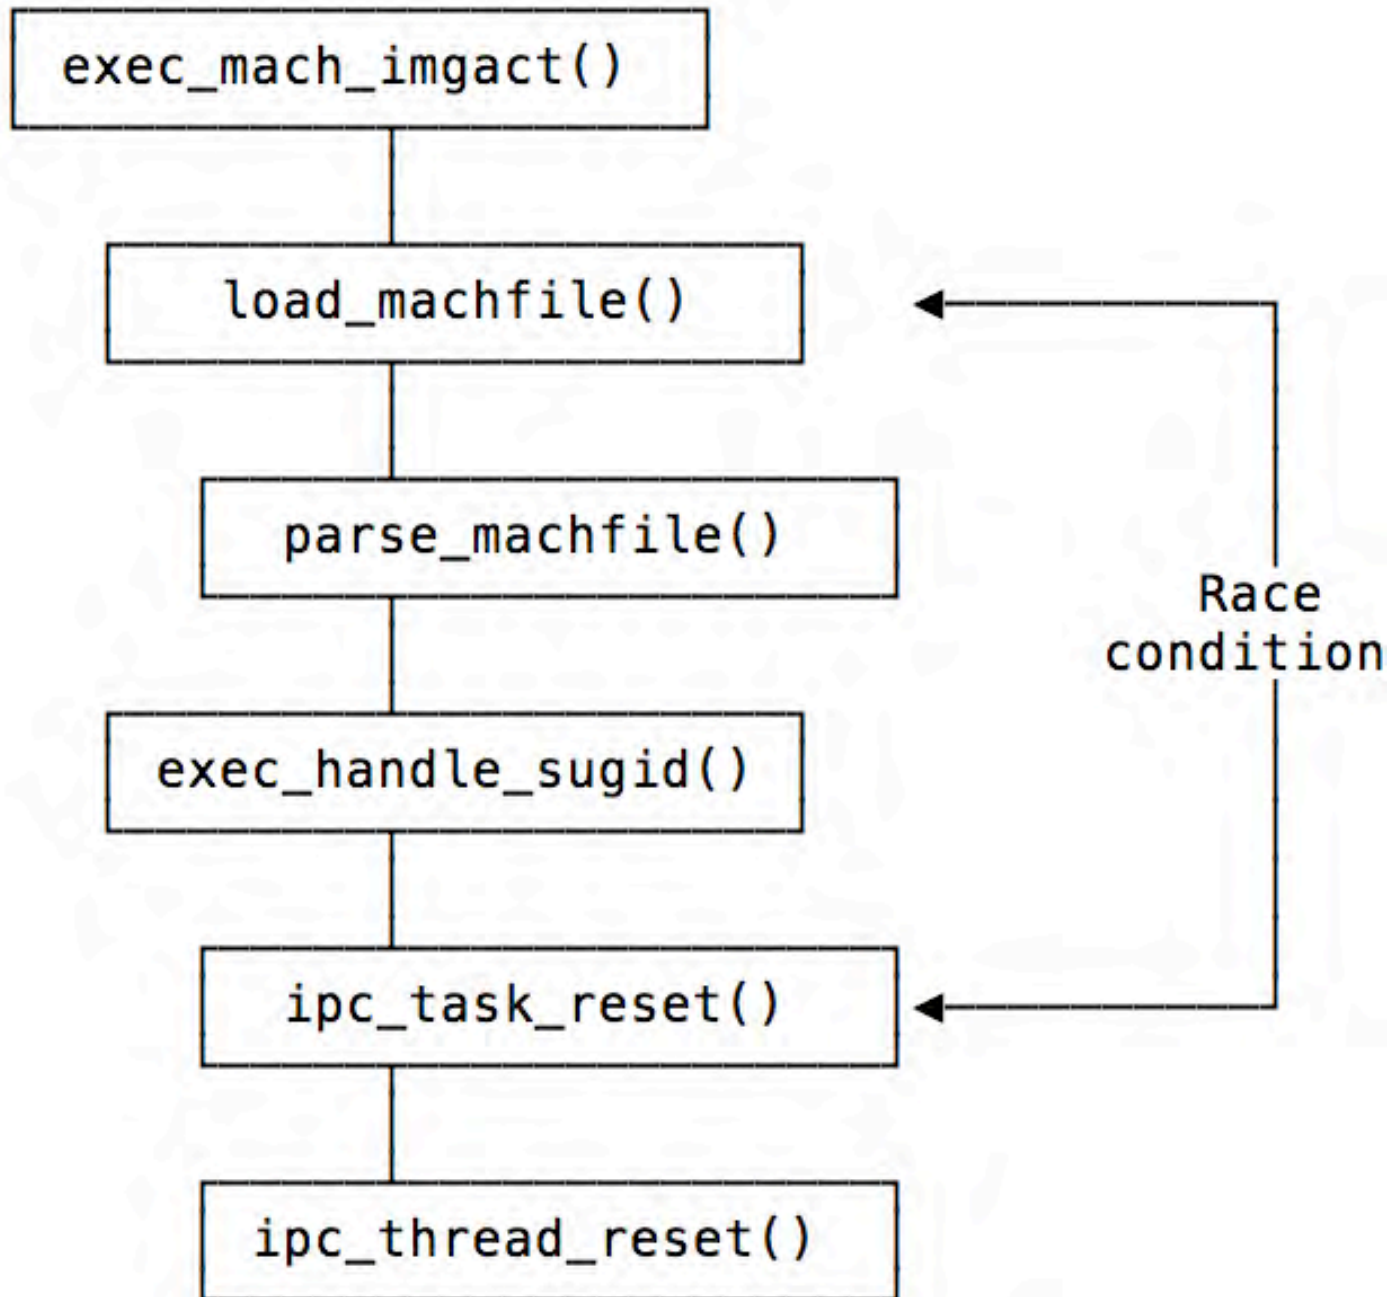 exec_mach_imgact()
load_machfile()
parse_machfile()
Race
condition
exec_handle_sugid()
ipc_task_reset()
ipc_thread_reset()